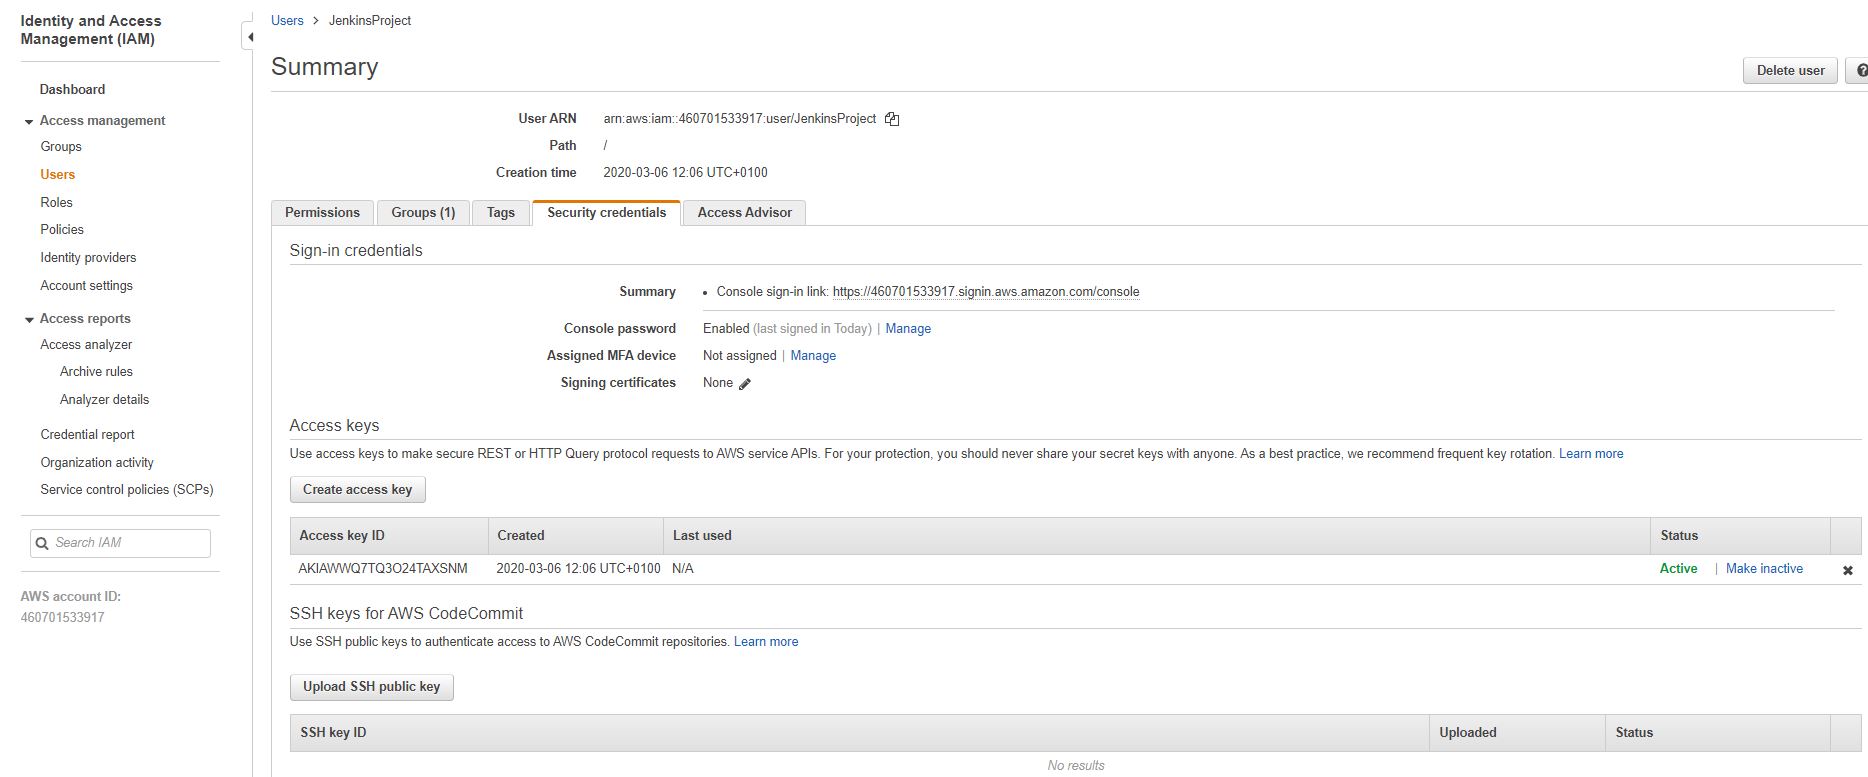 Identity and Access
Management (IAM)
Dashboard
Access management
Groups
Users
Roles
Policies
Identity providers
Account settings
Access reports
Access analyzer
Archive rules
Analyzer details
Credential report
Organization activity
Service control policies (SCPs)
Search IAM
AWS account ID:
460701533917
Users > JenkinsProject
Summary
Delete user
User ARN arn:aws:iam::460701533917:user/JenkinsProject
Path /
Creation time 2020-03-06 12:06 UTC+0100
Permissions Groups (1) Tags Security credentials Access Advisor
Sign-in credentials
Summary • Console sign-in link: https://460701533917.signin.aws.amazon.com/console
Console password Enabled (last signed in Today) | Manage
Assigned MFA device Not assigned | Manage
Signing certificates None
Access keys
Use access keys to make secure REST or HTTP Query protocol requests to AWS service APIs. For your protection, you should never share your secret keys with anyone. As a best practice, we recommend frequent key rotation. Learn more
Create access key
Access key ID Created Last used Status
AKIAWWQ7TQ3O24TAXSNM 2020-03-06 12:06 UTC+0100 N/A Active | Make inactive
SSH keys for AWS CodeCommit
Use SSH public keys to authenticate access to AWS CodeCommit repositories. Learn more
Upload SSH public key
SSH key ID Uploaded Status
No results